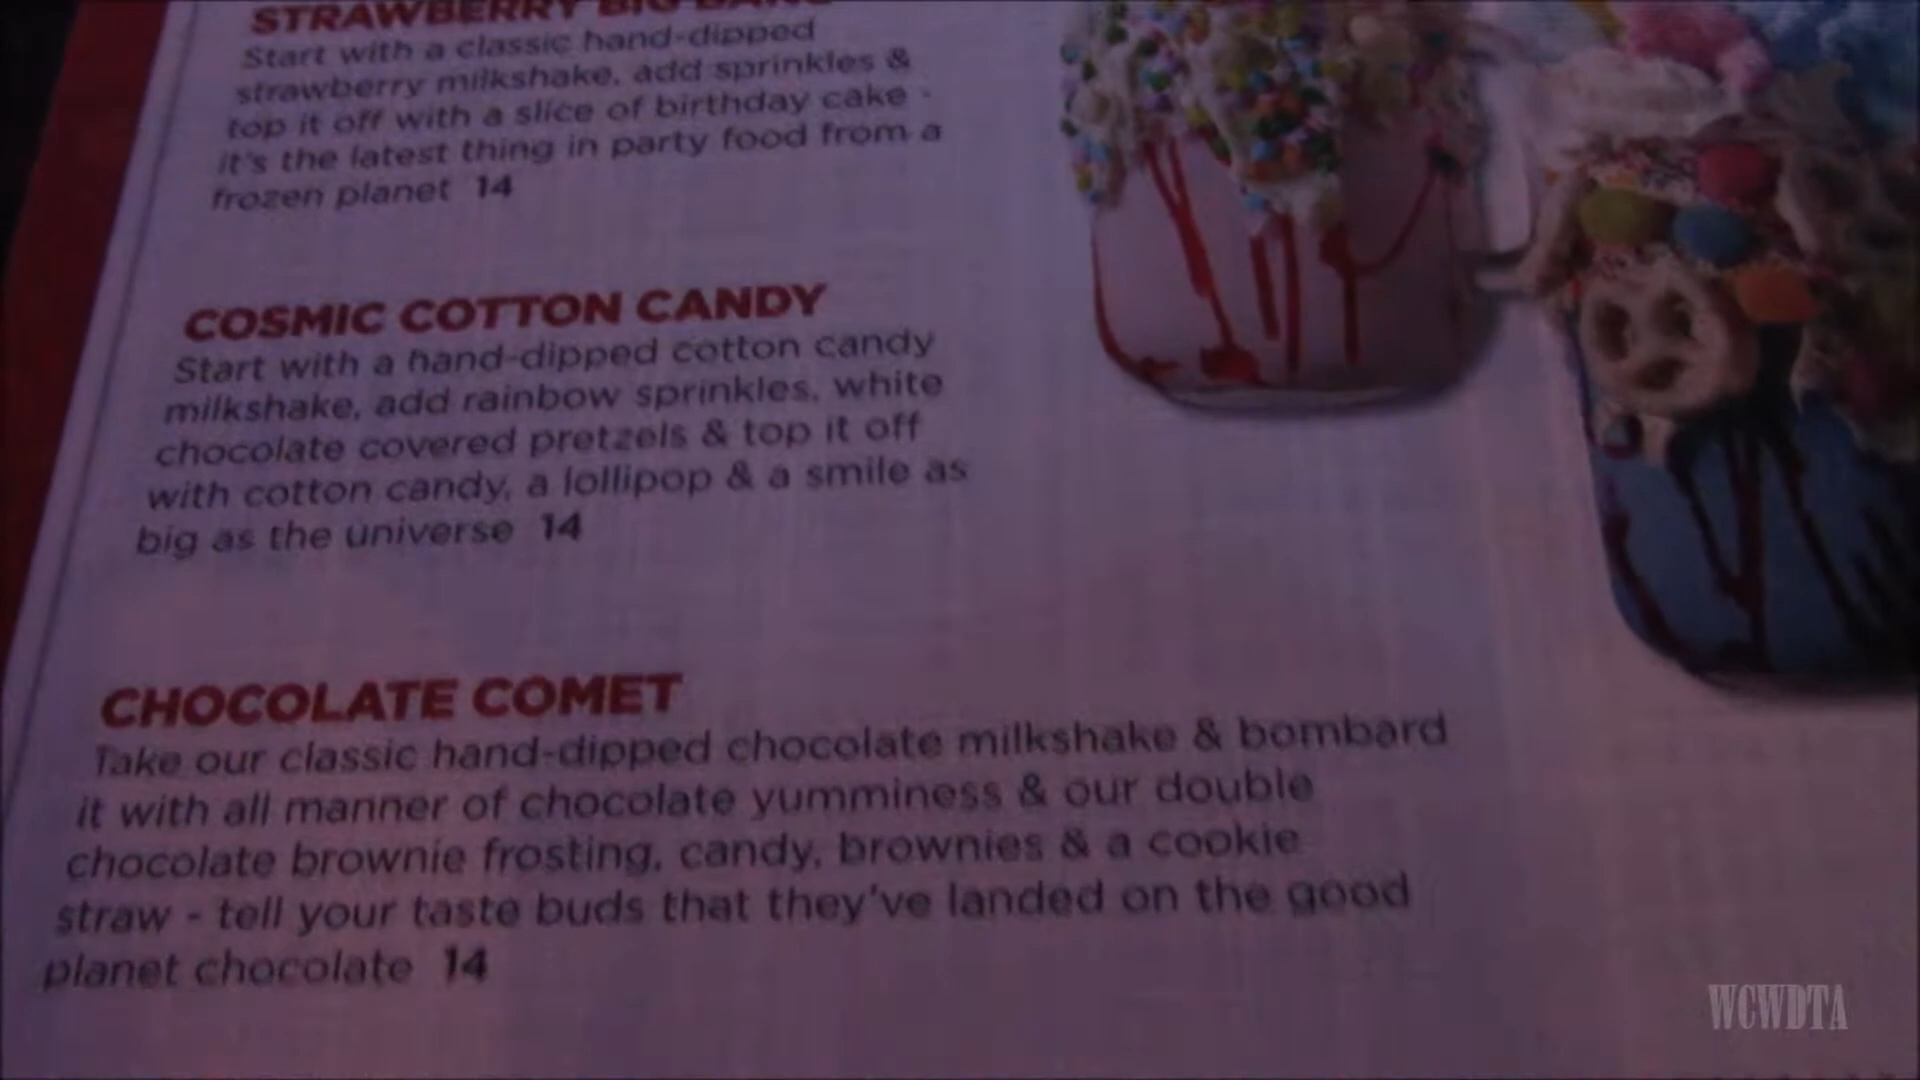 STRAWBERRY BIG BANG
Start with a classic hand-dipped
strawberry milkshake, add sprinkles &
top it off with a slice of birthday cake -
it's the latest thing in party food from a
frozen planet 14
COSMIC COTTON CANDY
Start with a hand-dipped cotton candy
milkshake, add rainbow sprinkles, white
chocolate covered pretzels & top it off
with cotton candy, a lollipop & a smile as
big as the universe 14
CHOCOLATE COMET
Take our classic hand-dipped chocolate milkshake & bombard
it with all manner of chocolate yumminess & our double
chocolate brownie frosting, candy, brownies & a cookie
straw - tell your taste buds that they've landed on the good
planet chocolate 14
WCWDTA